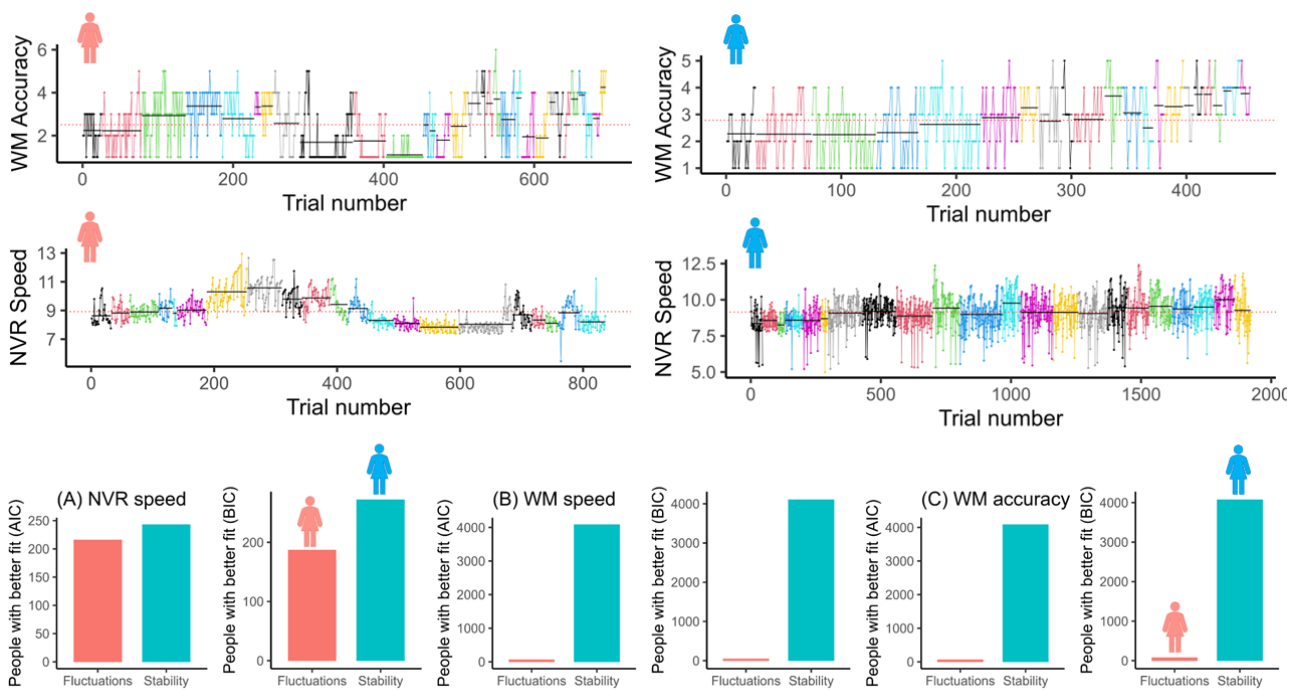 WM Accuracy
6
4
2
0
200
400
600
Trial number
WM Accuracy
5
4
3
2
1
0
100
200
300
400
Trial number
NVR Speed
13
11
9
7
0
200
400
600
800
Trial number
NVR Speed
12.5
10.0
7.5
5.0
0
500
1000
1500
Trial number
(A) NVR speed
People with better fit (AIC)
250
200
150
100
50
0
Fluctuations Stability
People with better fit (BIC)
200
100
0
Fluctuations Stability
(B) WM speed
People with better fit (AIC)
4000
3000
2000
1000
0
Fluctuations Stability
People with better fit (BIC)
4000
3000
2000
1000
0
Fluctuations Stability
(C) WM accuracy
People with better fit (AIC)
4000
3000
2000
1000
0
Fluctuations Stability
People with better fit (BIC)
4000
3000
2000
1000
0
Fluctuations Stability